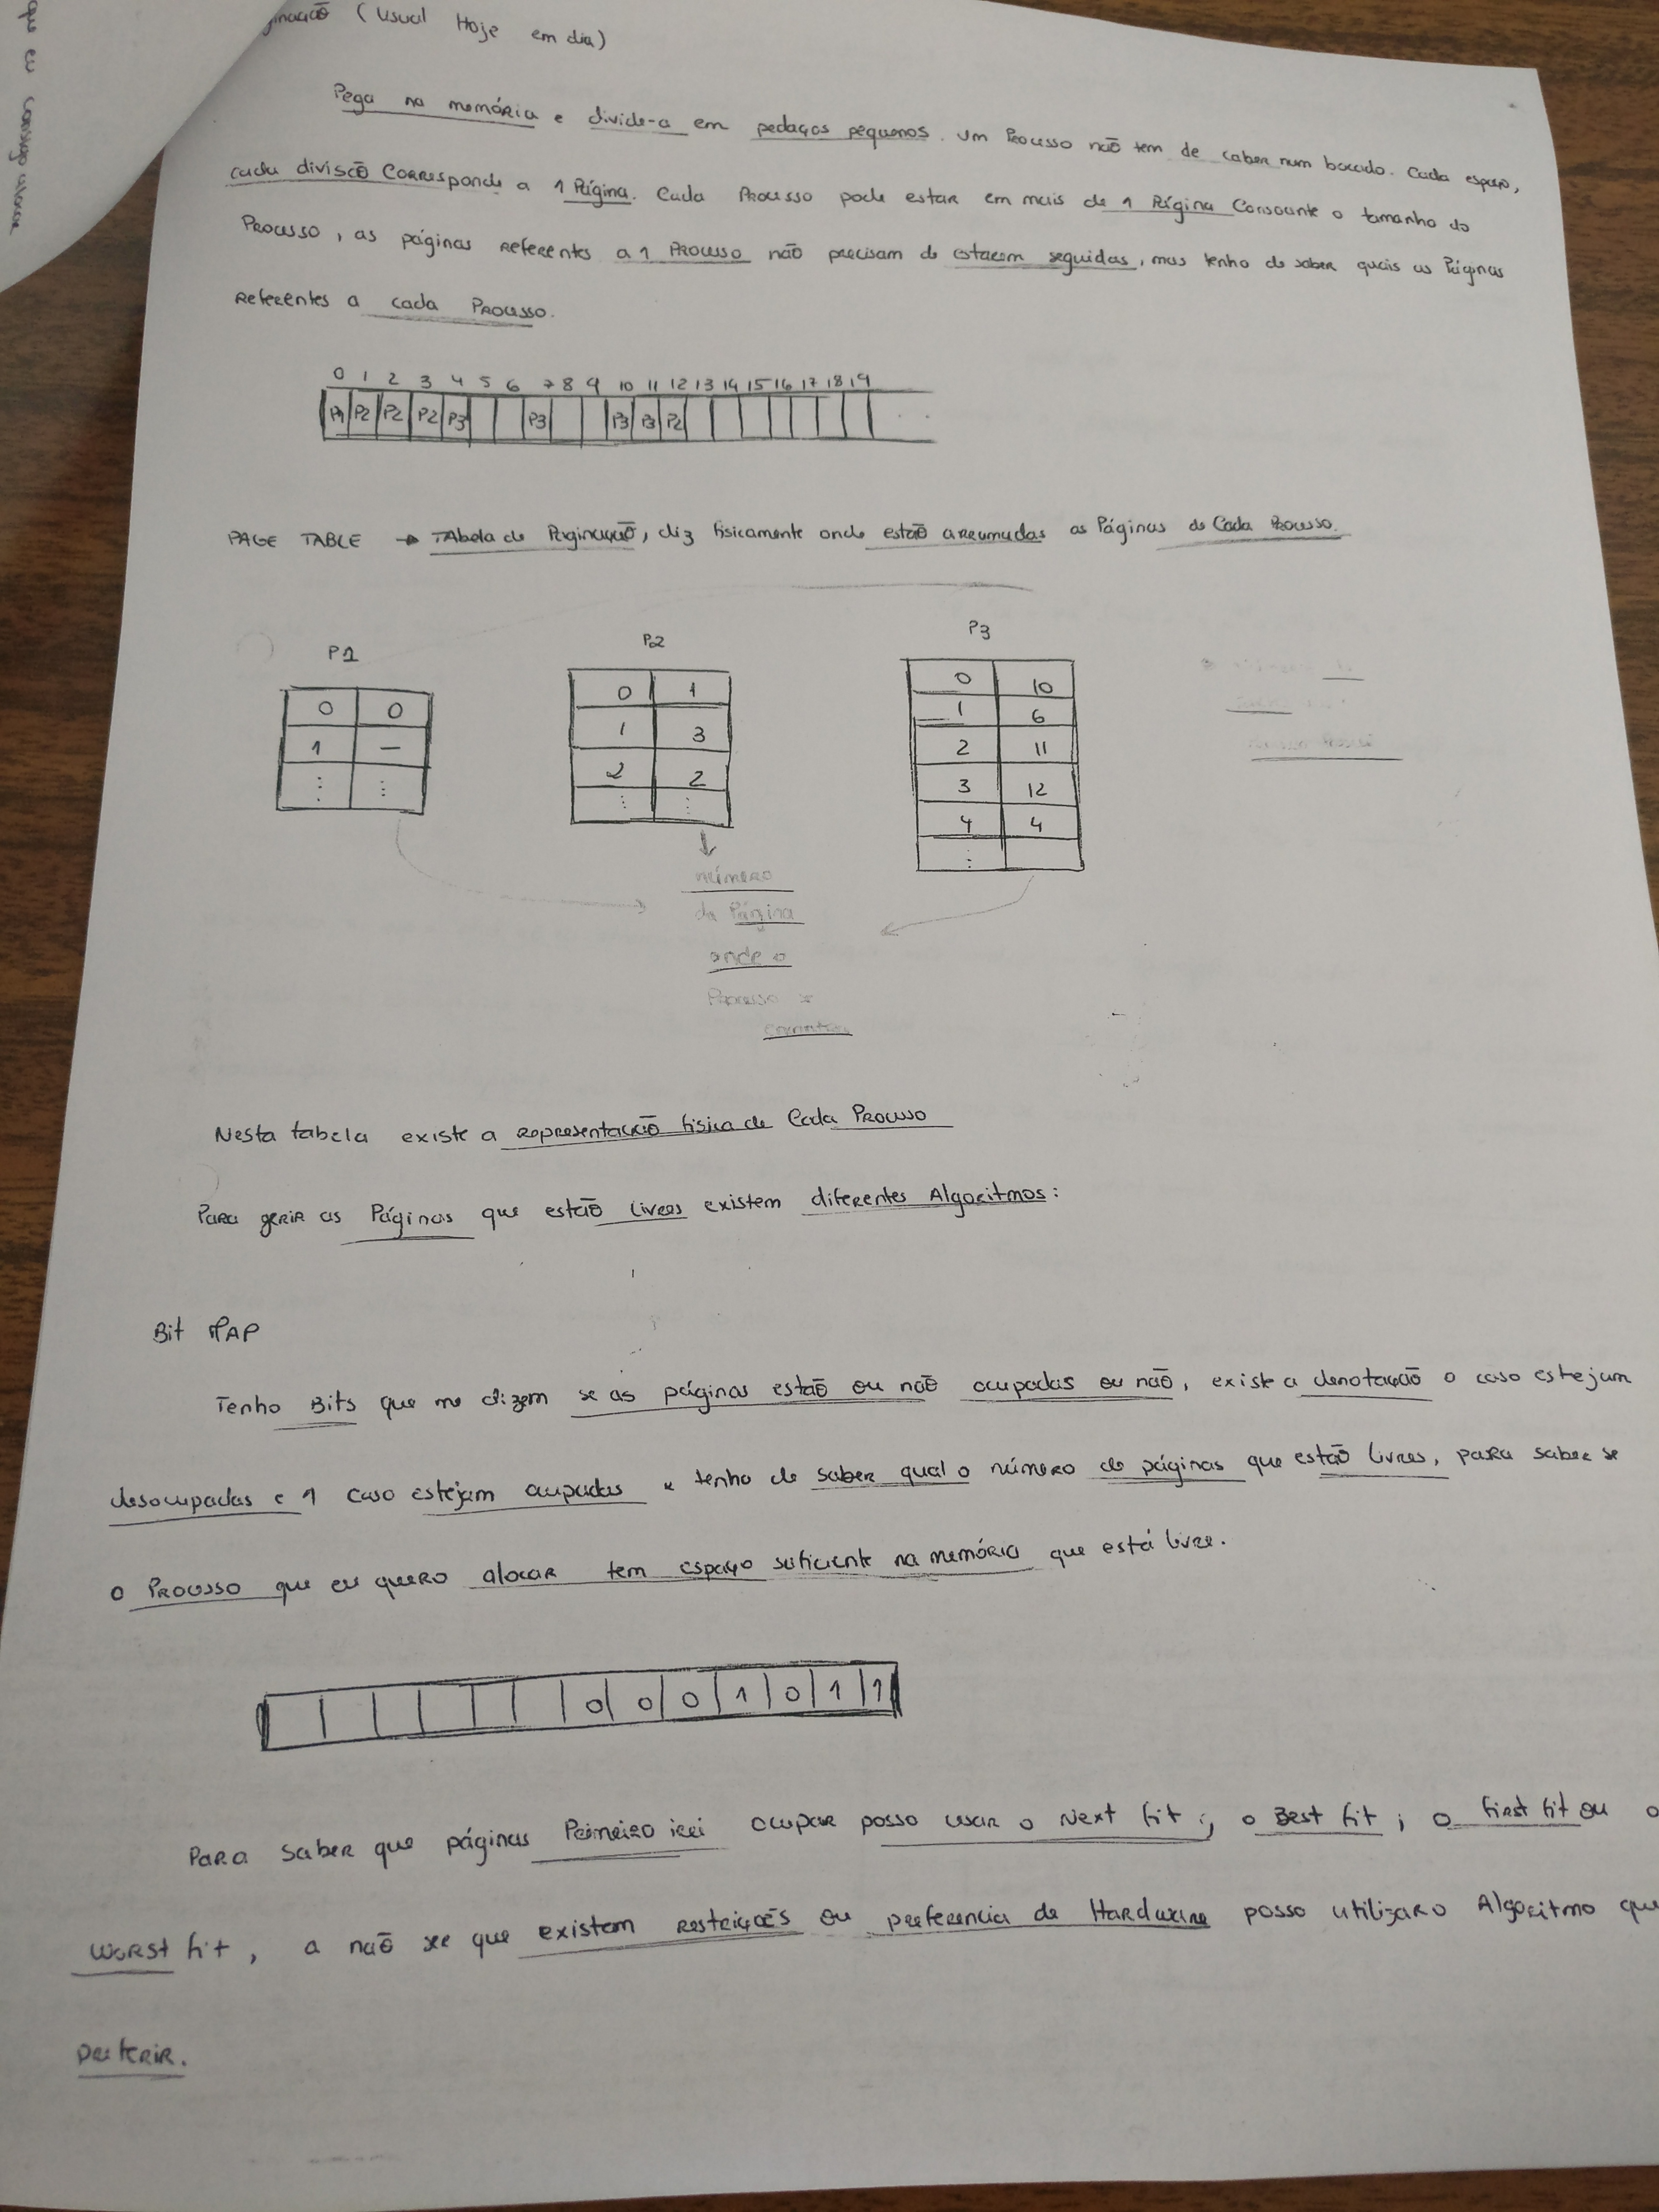 que eu consigo alocar
ginação (usual Hoje em dia)
Pega na memória e divide-a em pedaços pequenos. Um Processo não tem de caber num bocado. Cada espaço,
cada divisão corresponde a 1 Página. Cada Processo pode estar em mais de 1 Página consoante o tamanho do
Processo, as páginas referentes a 1 Processo não precisam de estarem seguidas, mas tenho de saber quais as Páginas
referentes a cada Processo.
0 1 2 3 4 5 6 7 8 9 10 11 12 13 14 15 16 17 18 19
P1 P2 P2 P2 P3 P3 P3 P3 P2
PAGE TABLE → Tabela de Paginação, diz fisicamente onde estão arrumadas as Páginas de Cada Processo.
P1 P2 P3
0 0
1 –
⋮ ⋮
0 1
1 3
2 2
⋮ ⋮
0 10
1 6
2 11
3 12
4 4
⋮
número
da Página
onde o
Processo se
encontra
Nesta tabela existe a representação física de Cada Processo
Para gerir as Páginas que estão livres existem diferentes Algoritmos:
Bit MAP
Tenho Bits que me dizem se as páginas estão ou não ocupadas ou não, existe a denotação 0 caso estejam
desocupadas e 1 caso estejam ocupadas e tenho de saber qual o número de páginas que estão livres, para saber se
o Processo que eu quero alocar tem espaço suficiente na memória que está livre.
0 0 0 1 0 1 1
Para saber que páginas Primeiro irei ocupar posso usar o Next fit ; o Best fit ; o first fit ou o
worst fit, a não se que existem restrições ou preferencia de Hardware posso utilizar o Algoritmo que
preferir.